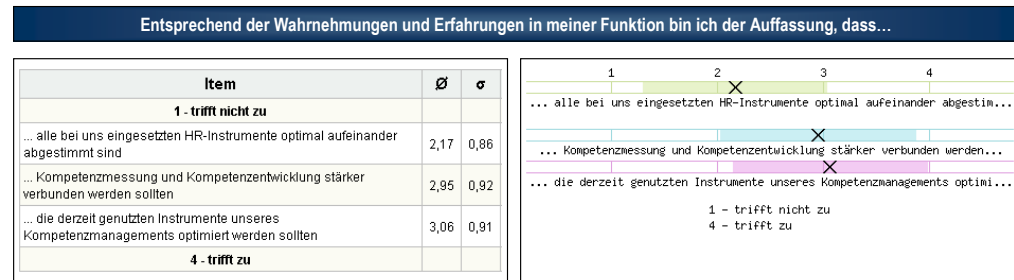 Entsprechend der Wahrnehmungen und Erfahrungen in meiner Funktion bin ich der Auffassung, dass…
Item Ø σ
1 - trifft nicht zu
... alle bei uns eingesetzten HR-Instrumente optimal aufeinander
abgestimmt sind 2,17 0,86
... Kompetenzmessung und Kompetenzentwicklung stärker
verbunden werden sollten 2,95 0,92
... die derzeit genutzten Instrumente unseres
Kompetenzmanagements optimiert werden sollten 3,06 0,91
4 - trifft zu
1 2 3 4
... alle bei uns eingesetzten HR-Instrumente optimal aufeinander abgestim...
... Kompetenzmessung und Kompetenzentwicklung stärker verbunden werden...
... die derzeit genutzten Instrumente unseres Kompetenzmanagements optimi...
1 - trifft nicht zu
4 - trifft zu